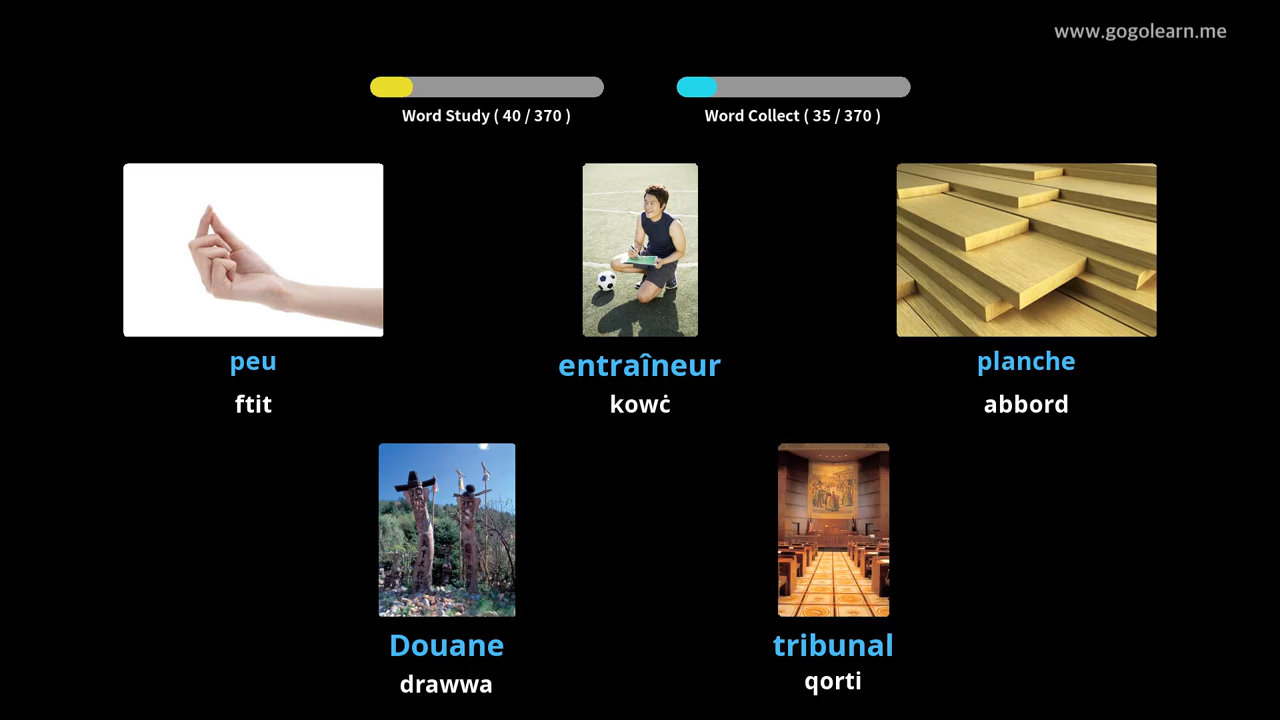 www.gogolearn.me
Word Study ( 40 / 370 )
Word Collect ( 35 / 370 )
peu
ftit
entraîneur
kowċ
planche
abbord
Douane
drawwa
tribunal
qorti